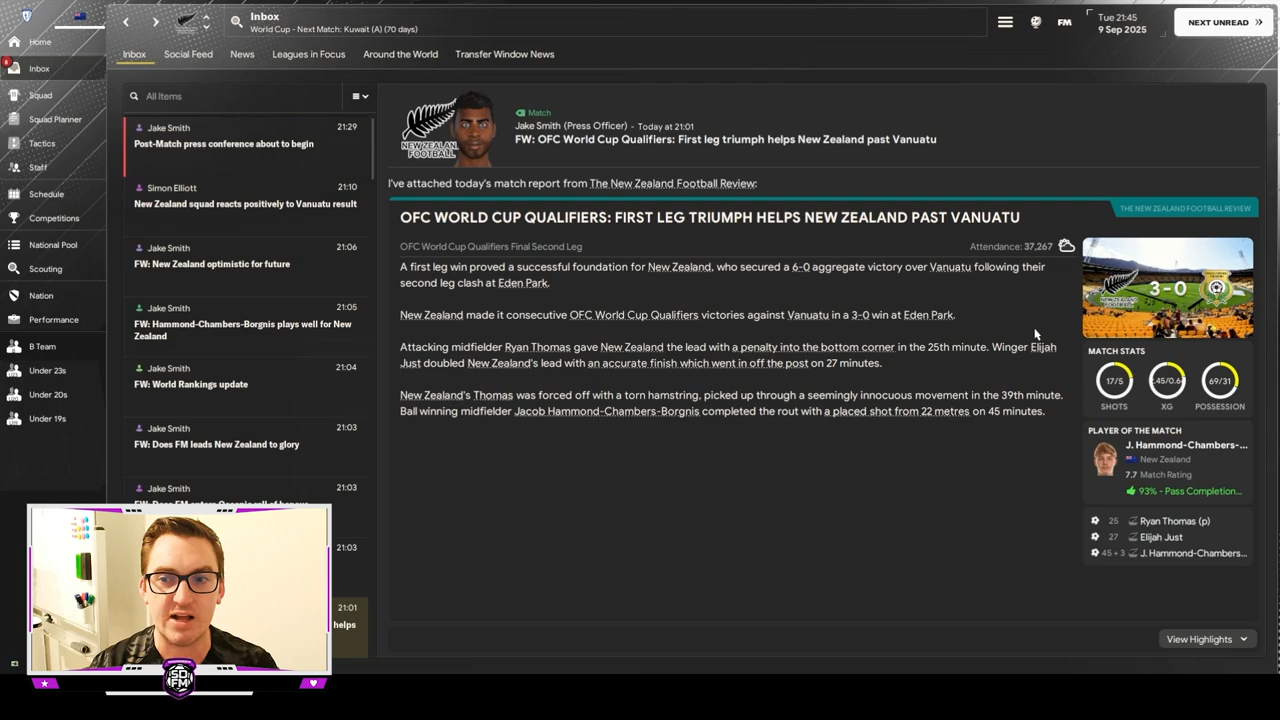 Inbox
World Cup - Next Match: Kuwait (A) (70 days)
FM
Tue 21:45
9 Sep 2025
NEXT UNREAD
Home
8
Inbox
Squad
Squad Planner
Tactics
Staff
Schedule
Competitions
National Pool
Scouting
Nation
Performance
B Team
Under 23s
Under 20s
Under 19s
Inbox
Social Feed
News
Leagues in Focus
Around the World
Transfer Window News
All Items
Jake Smith 21:29
Post-Match press conference about to begin
Simon Elliott 21:10
New Zealand squad reacts positively to Vanuatu result
Jake Smith 21:06
FW: New Zealand optimistic for future
Jake Smith 21:05
FW: Hammond-Chambers-Borgnis plays well for New
Zealand
Jake Smith 21:04
FW: World Rankings update
Jake Smith 21:03
FW: Does FM leads New Zealand to glory
Jake Smith 21:03
21:03
21:01
helps
NEW ZEALAND
FOOTBALL
Match
Jake Smith (Press Officer) - Today at 21:01
FW: OFC World Cup Qualifiers: First leg triumph helps New Zealand past Vanuatu
I've attached today's match report from The New Zealand Football Review:
THE NEW ZEALAND FOOTBALL REVIEW
OFC WORLD CUP QUALIFIERS: FIRST LEG TRIUMPH HELPS NEW ZEALAND PAST VANUATU
OFC World Cup Qualifiers Final Second Leg
Attendance: 37,267
A first leg win proved a successful foundation for New Zealand, who secured a 6-0 aggregate victory over Vanuatu following their
second leg clash at Eden Park.
New Zealand made it consecutive OFC World Cup Qualifiers victories against Vanuatu in a 3-0 win at Eden Park.
Attacking midfielder Ryan Thomas gave New Zealand the lead with a penalty into the bottom corner in the 25th minute. Winger Elijah
Just doubled New Zealand's lead with an accurate finish which went in off the post on 27 minutes.
New Zealand's Thomas was forced off with a torn hamstring, picked up through a seemingly innocuous movement in the 39th minute.
Ball winning midfielder Jacob Hammond-Chambers-Borgnis completed the rout with a placed shot from 22 metres on 45 minutes.
3-0
MATCH STATS
17/5
69/31
SHOTS
XG
POSSESSION
PLAYER OF THE MATCH
J. Hammond-Chambers-...
New Zealand
7.7 Match Rating
93% - Pass Completion...
25 Ryan Thomas (p)
27 Elijah Just
45 + 3 J. Hammond-Chambers...
View Highlights
SD
FM